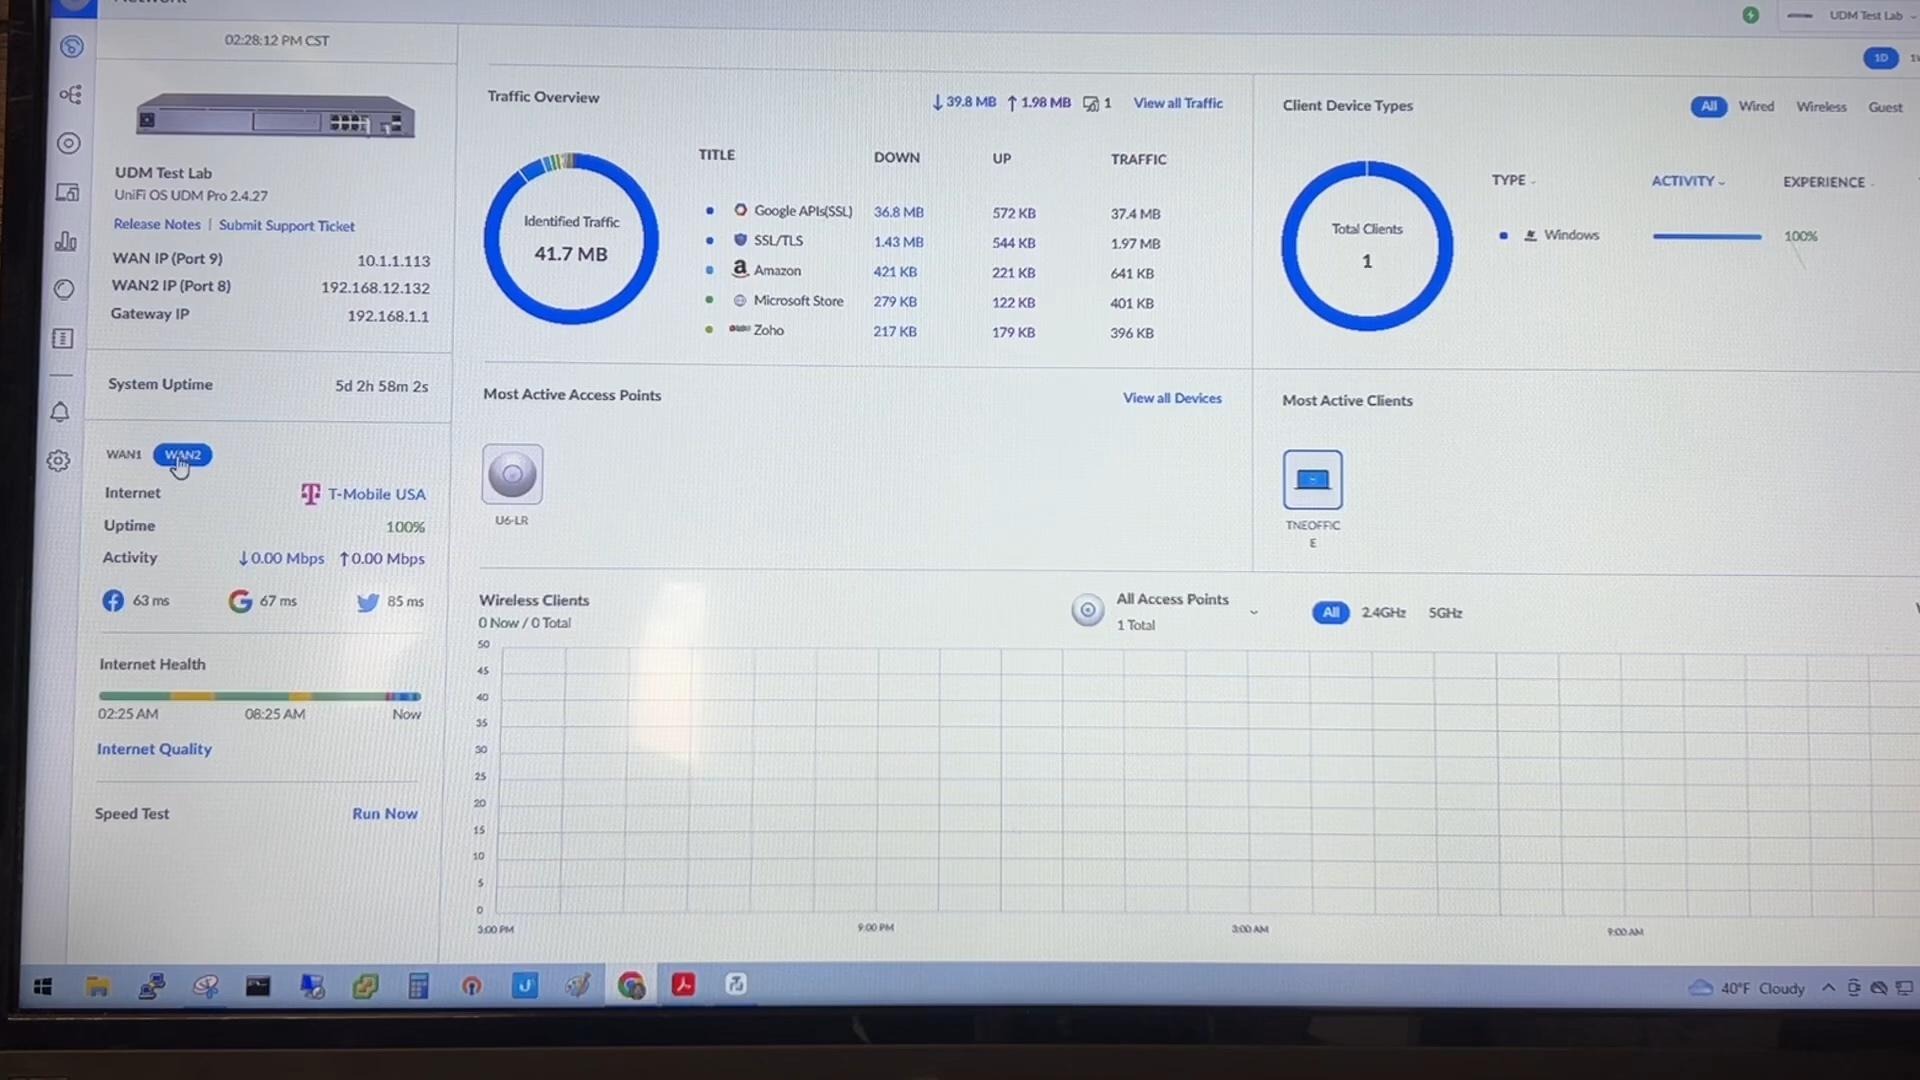 02:28:12 PM CST
UDM Test Lab
1D
UDM Test Lab
UniFi OS UDM Pro 2.4.27
Release Notes | Submit Support Ticket
WAN IP (Port 9) 10.1.1.113
WAN2 IP (Port 8) 192.168.12.132
Gateway IP 192.168.1.1
System Uptime 5d 2h 58m 2s
WAN1 WAN2
Internet T-Mobile USA
Uptime 100%
Activity ↓0.00 Mbps ↑0.00 Mbps
63 ms 67 ms 85 ms
Internet Health
02:25 AM 08:25 AM Now
Internet Quality
Speed Test Run Now
Traffic Overview ↓39.8 MB ↑1.98 MB 1 View all Traffic
Identified Traffic
41.7 MB
TITLE DOWN UP TRAFFIC
Google APIs(SSL) 36.8 MB 572 KB 37.4 MB
SSL/TLS 1.43 MB 544 KB 1.97 MB
Amazon 421 KB 221 KB 641 KB
Microsoft Store 279 KB 122 KB 401 KB
Zoho 217 KB 179 KB 396 KB
Client Device Types All Wired Wireless Guest
Total Clients
1
TYPE ACTIVITY EXPERIENCE
Windows 100%
Most Active Access Points View all Devices
U6-LR
Most Active Clients
TNEOFFIC
E
Wireless Clients
0 Now / 0 Total
All Access Points
1 Total
All 2.4GHz 5GHz
50
45
40
35
30
25
20
15
10
5
0
3:00 PM 9:00 PM 3:00 AM 9:00 AM
40°F Cloudy